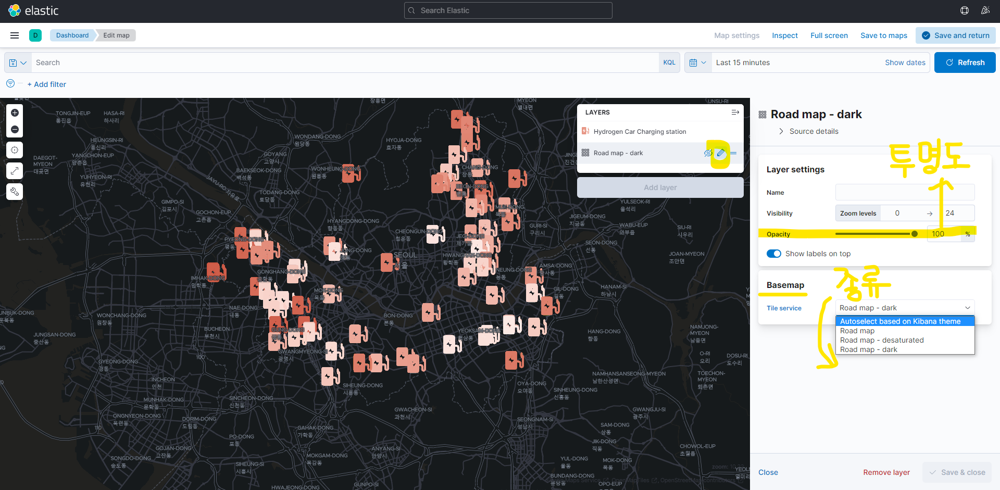 elastic
Search Elastic
D
Dashboard
Edit map
Map settings
Inspect
Full screen
Save to maps
Save and return
Search
KQL
Last 15 minutes
Show dates
Refresh
+ Add filter
LAYERS
Hydrogen Car Charging station
Road map - dark
Add layer
Road map - dark
Source details
투명도
Layer settings
Name
Visibility
Zoom levels
0
→
24
Opacity
100
%
Show labels on top
종류
Basemap
Tile service
Road map - dark
Autoselect based on Kibana theme
Road map
Road map - desaturated
Road map - dark
Close
Remove layer
Save & close
장흥면
MYEON
별내면
UNSU-RI
TONGJIN-EUP
통진읍
HASA-RI
하사리
WONDANG-DONG
원당동
HYOJA-DONG
효자동
HEUNGSIN-RI
흥신리
DAEGOT-
MYEON
대곶면
YANGCHON-EUP
양촌읍
GOYANG
고양시
BAEKSEOK-DONG
백석동
WONHEUNG-DONG
원흥동
CHANG-DONG
창동
YUHYEON-RI
유현리
JAYU-RO 자유로
TODANG-DONG
토당동
GIMPO-SI
김포시
GOCHON-EUP
고촌읍
YULSEOK-RI
율석리
MUK-DONG
JIGEUM-DONG
지금동
HYANGDONG-DONG
향동동
CHEONGUN-DONG
청운동
GURI-SI
구리시
WABU-EUP
와부읍
SIU-RI
시우리
JEGI-DONG
제기동
SEON-DONG
선동
JUNG-DONG
SEOUL
서울
JOAN-MYEON
조안면
GONGHANG-DONG
공항동
IMHAK-DONG
임학동
NEUNG-DONG
능동
AMSA-DONG
암사동
GIL-DONG
길동
HANAM-SI
하남시
MOK-DONG
목동
NAE-DONG
내동
WONCHANG-DONG
원창동
BON-DONG
본동
JUNGSAN-DONG
중산동
BUCHEON
부천시
YEOKSAM-DONG
역삼동
HANG-DONG
항동
NAMJONG-
MYEON
남종면
GWANGMYEONG-SI
광명시
100
GYEONG-DONG
경동
O-RI
오리
DOSU-RI
도수리
NAMHANSANSEONG-MYEON
남한산성면
TOECHON-
MYEON
퇴촌면
INCHEON
인천
SIHEUNG-DONG
시흥동
OYA-DONG
오야동
SINHEUNG-DONG
신흥동
MUNHAK-DONG
문학동
SINCHEON-DONG
신천동
GWACHEON-SI
과천시
GWANGJU-SI
광주시
ONGNYEON-DONG
옥련동
110
DORIM-DONG
도림동
SEONGNAM-SI
성남시
GAHAK-DONG
가학동
SAM-DONG
삼동
PO-DONG
포동
JIK-DONG
직동
GOJAN-DONG
고잔동
ANYANG-SI
안양시
CHOWOL-EUP
초월읍
SONGDO-DONG
송도동
MOKGAM-DONG
목감동
YUL-DONG
율동
MOK-DONG
목동
SIHEUNG-SI
시흥시
BUNDANG-DONG
분당동
HWAJEONG-DONG
GUNPO-SI
OPO-EUP